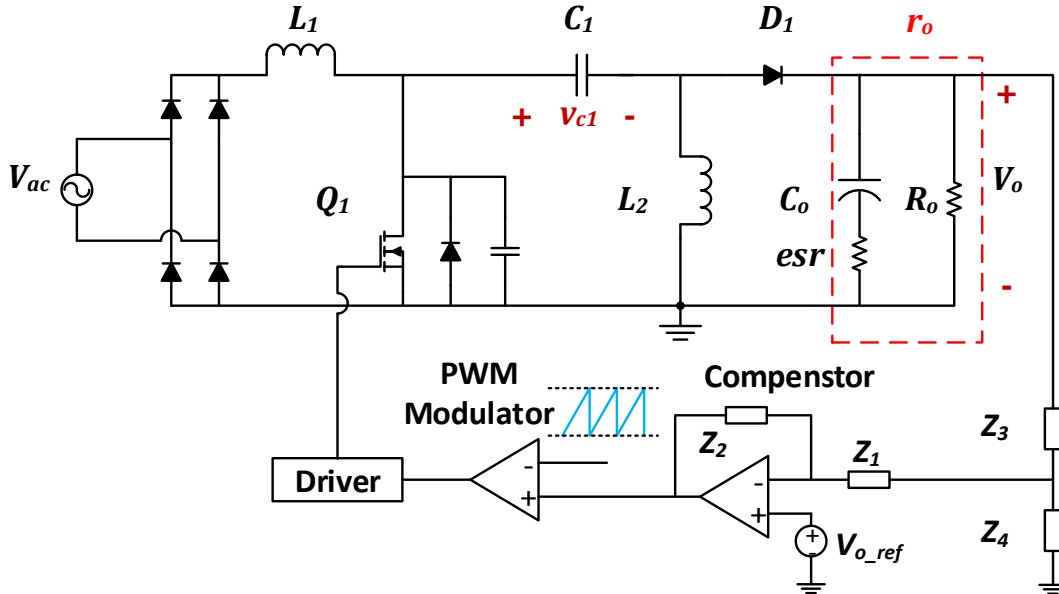 L1
C1
D1
ro
+ vc1 -
+
Vac
Q1
L2
Co
Ro
Vo
esr
-
PWM
Modulator
Compenstor
Z2
Z1
Z3
Driver
-
+
-
+
+
-
Vo_ref
Z4